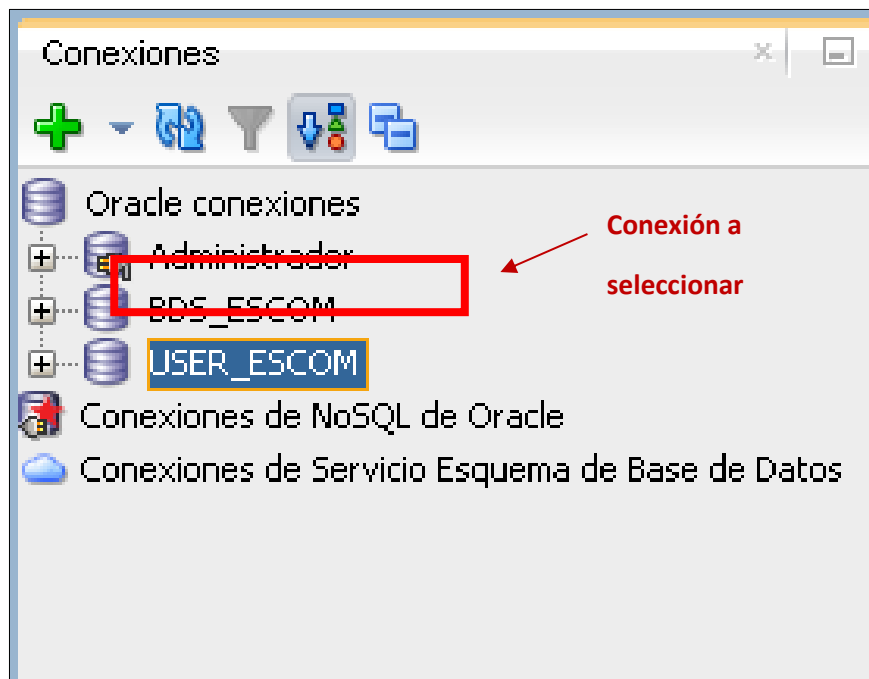 Conexiones
Oracle conexiones
Conexión a
seleccionar
Administrador
BDS_ESCOM
USER_ESCOM
Conexiones de NoSQL de Oracle
Conexiones de Servicio Esquema de Base de Datos